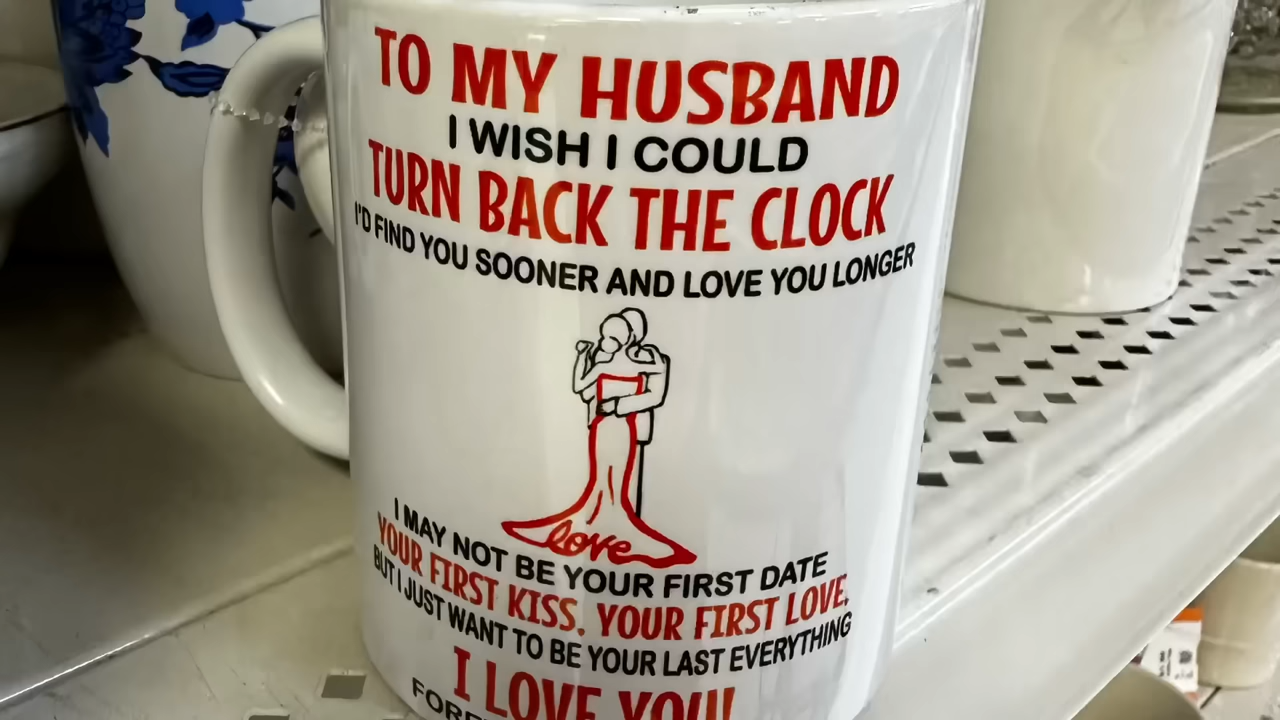 TO MY HUSBAND
I WISH I COULD
TURN BACK THE CLOCK
I'D FIND YOU SOONER AND LOVE YOU LONGER
love
I MAY NOT BE YOUR FIRST DATE
YOUR FIRST KISS. YOUR FIRST LOVE,
BUT I JUST WANT TO BE YOUR LAST EVERYTHING
I LOVE YOU!